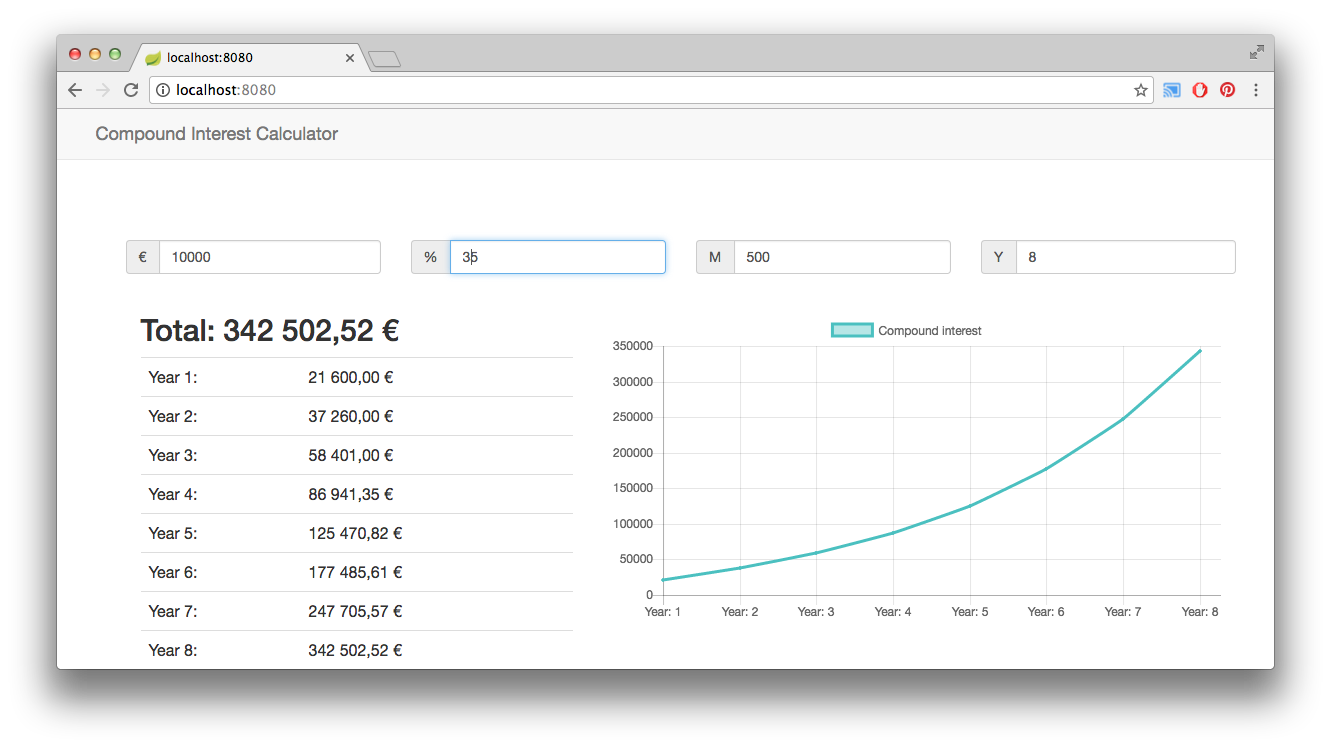 localhost:8080
localhost:8080
Compound Interest Calculator
€ 10000 % 35 M 500 Y 8
Total: 342 502,52 €
Year 1: 21 600,00 €
Year 2: 37 260,00 €
Year 3: 58 401,00 €
Year 4: 86 941,35 €
Year 5: 125 470,82 €
Year 6: 177 485,61 €
Year 7: 247 705,57 €
Year 8: 342 502,52 €
Compound interest
350000
300000
250000
200000
150000
100000
50000
0
Year: 1 Year: 2 Year: 3 Year: 4 Year: 5 Year: 6 Year: 7 Year: 8